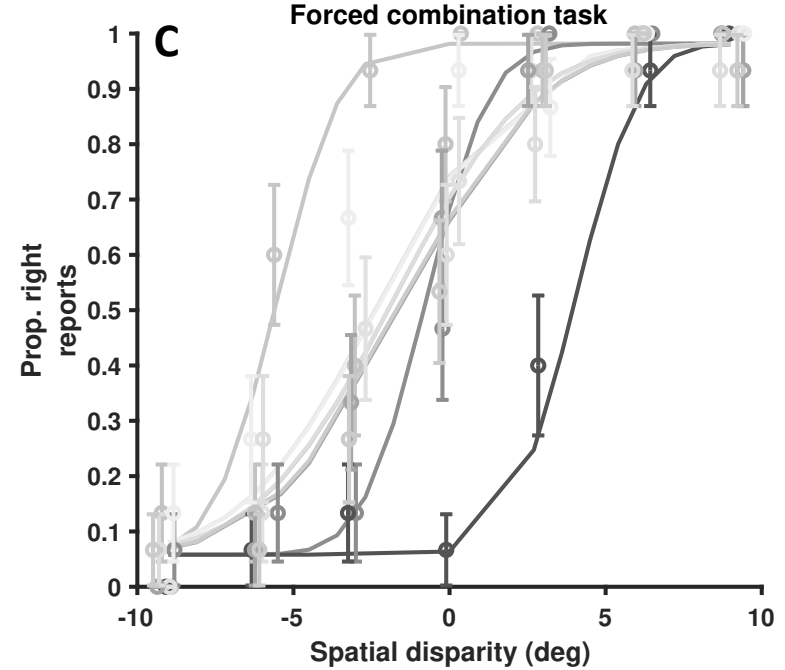 Forced combination task
C
1
0.9
0.8
0.7
0.6
0.5
0.4
0.3
0.2
0.1
0
Prop. right
reports
-10 -5 0 5 10
Spatial disparity (deg)